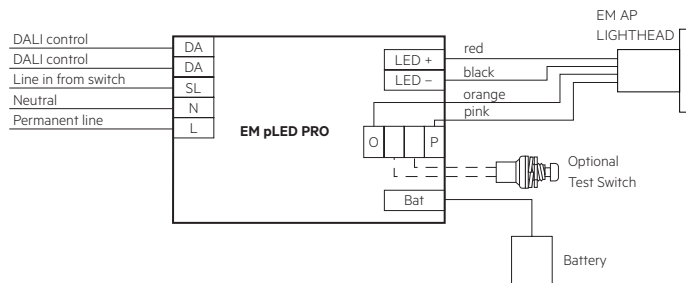 DALI control
DALI control
Line in from switch
Neutral
Permanent line
DA
DA
SL
N
L
EM pLED PRO
LED +
LED –
O
P
Bat
red
black
orange
pink
EM AP
LIGHTHEAD
Optional
Test Switch
Battery